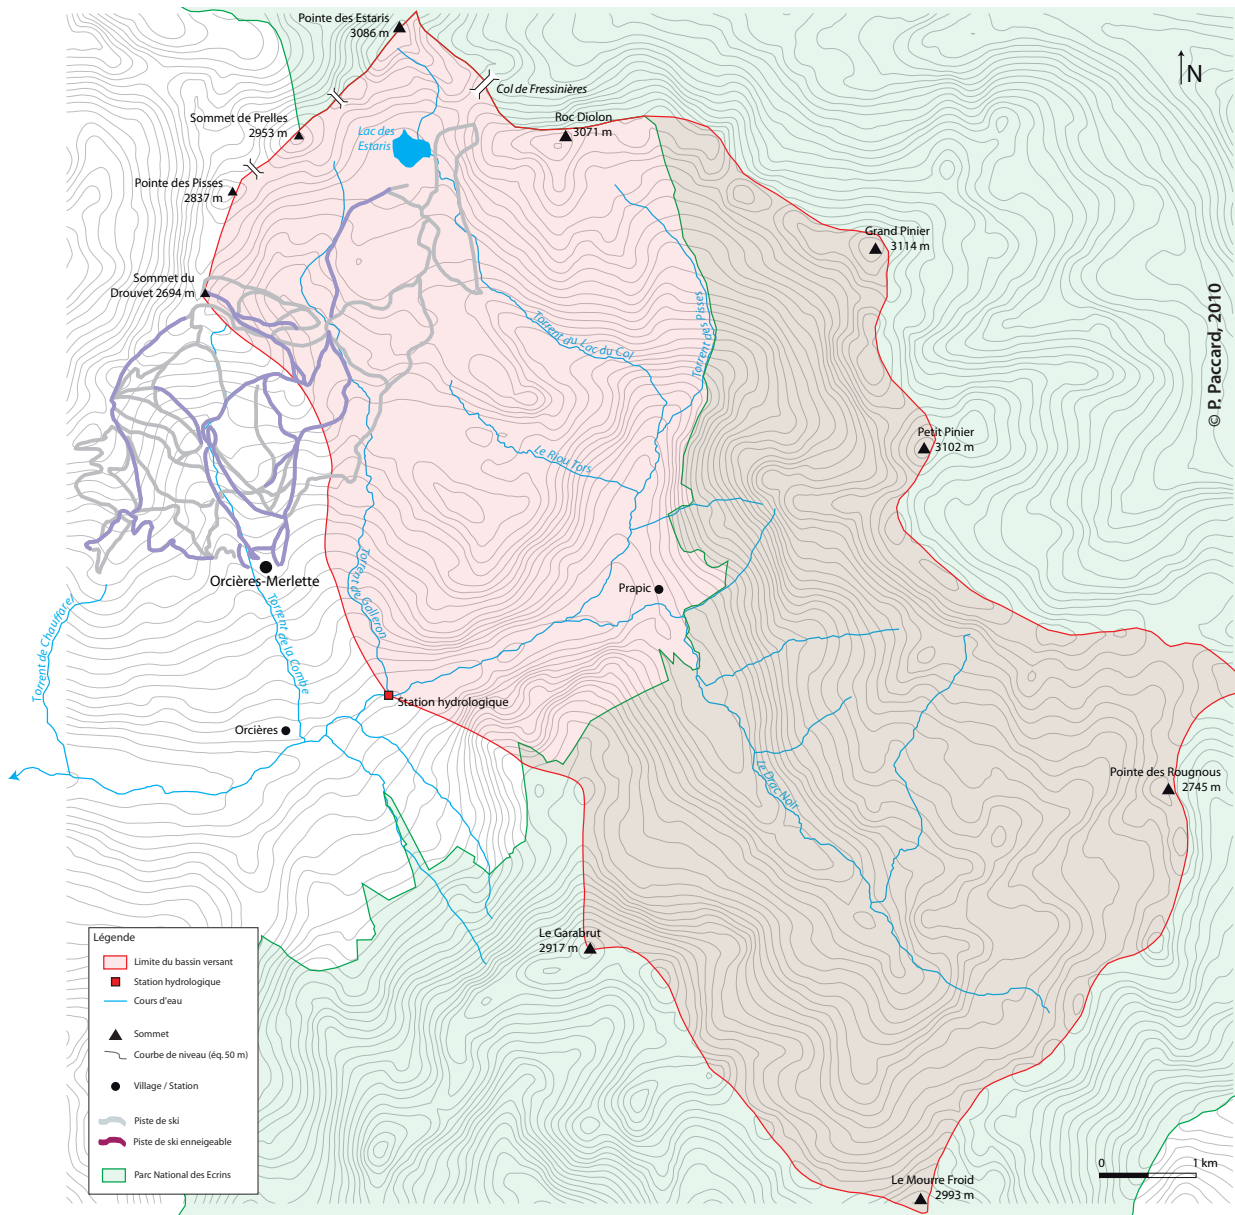 Pointe des Estaris
3086 m
N
Col de Fressinières
Sommet de Prelles
2953 m
Lac des
Estaris
Roc Diolon
3071 m
Pointe des Pisses
2837 m
Grand Pinier
3114 m
Sommet du
Drouvet 2694 m
Torrent du Lac du Col
Torrent des Pisses
© P. Paccard, 2010
Petit Pinier
3102 m
Le Riou Tors
Orcières-Merlette
Torrent de Galleron
Prapic
Torrent de Chauffarel
Torrent de la Combe
Station hydrologique
Orcières
Le Drac Noir
Pointe des Rougnous
2745 m
Le Garabrut
2917 m
Légende
Limite du bassin versant
Station hydrologique
Cours d'eau
Sommet
Courbe de niveau (éq. 50 m)
Village / Station
Piste de ski
Piste de ski enneigeable
Parc National des Ecrins
0
1 km
Le Mourre Froid
2993 m